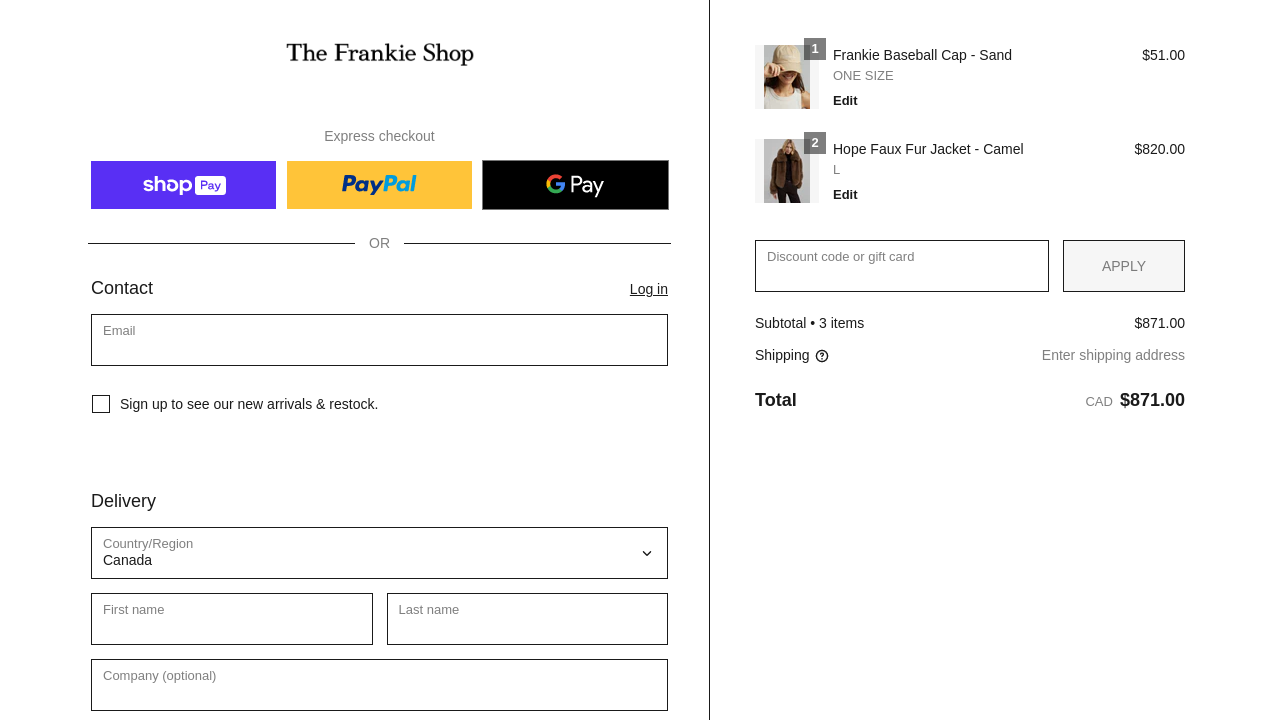 The Frankie Shop
Express checkout
shop Pay
PayPal
G Pay
OR
Contact
Log in
Email
Sign up to see our new arrivals & restock.
Delivery
Country/Region
Canada
First name
Last name
Company (optional)
1
Frankie Baseball Cap - Sand
$51.00
ONE SIZE
Edit
2
Hope Faux Fur Jacket - Camel
$820.00
L
Edit
Discount code or gift card
APPLY
Subtotal • 3 items
$871.00
Shipping
Enter shipping address
Total
CAD $871.00